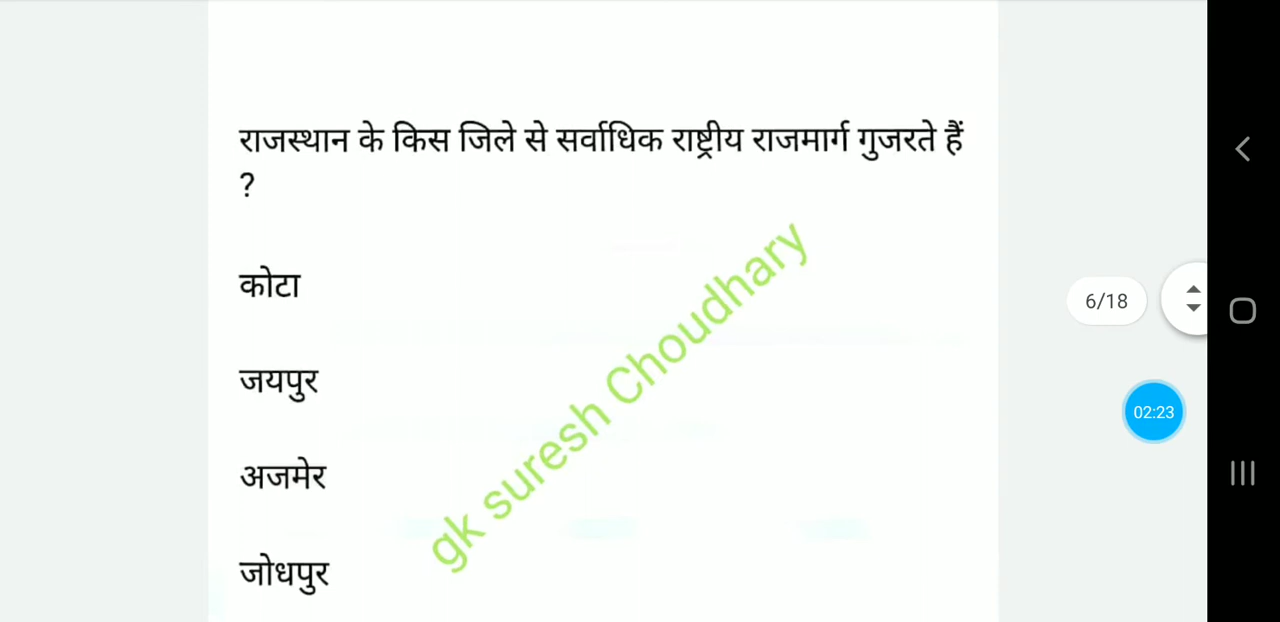 राजस्थान के किस जिले से सर्वाधिक राष्ट्रीय राजमार्ग गुजरते हैं
?
कोटा
जयपुर
अजमेर
जोधपुर
gk suresh Choudhary
6/18
02:23